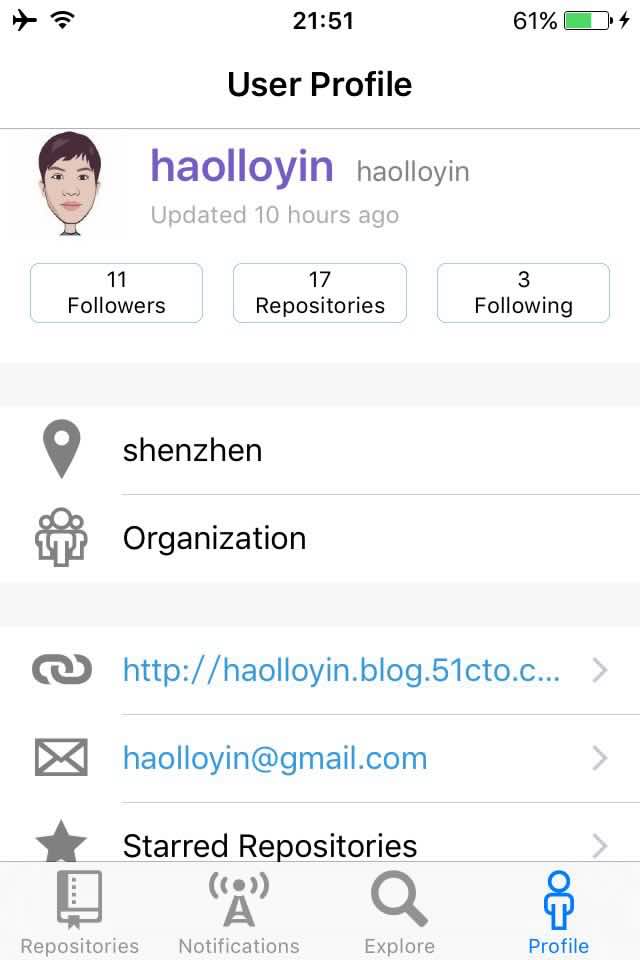 21:51 61%
User Profile
haolloyin haolloyin
Updated 10 hours ago
11 17 3
Followers Repositories Following
shenzhen
Organization
http://haolloyin.blog.51cto.c...
haolloyin@gmail.com
Starred Repositories
Repositories Notifications Explore Profile